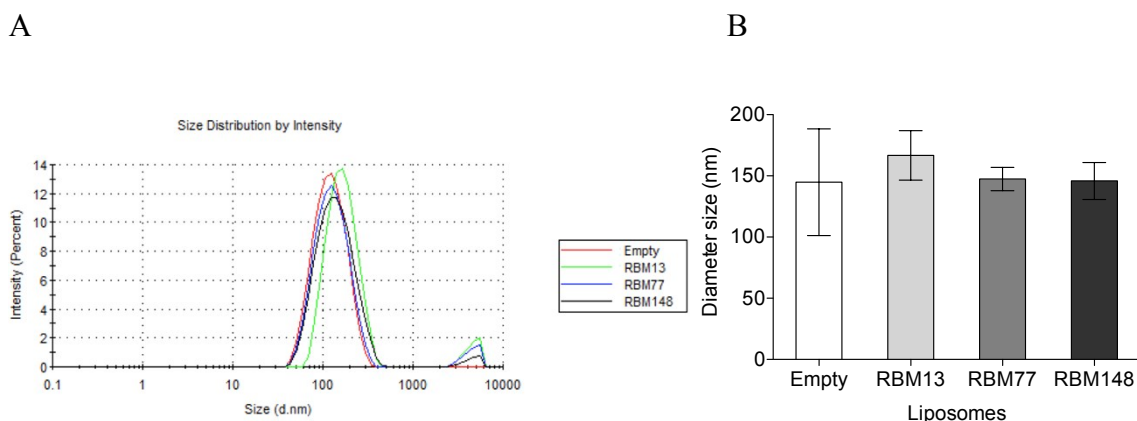 A
B
Size Distribution by Intensity
Intensity (Percent)
14
12
10
8
6
4
2
0
0.1 1 10 100 1000 10000
Size (d.nm)
Empty
RBM13
RBM77
RBM148
Diameter size (nm)
200
150
100
50
0
Empty RBM13 RBM77 RBM148
Liposomes